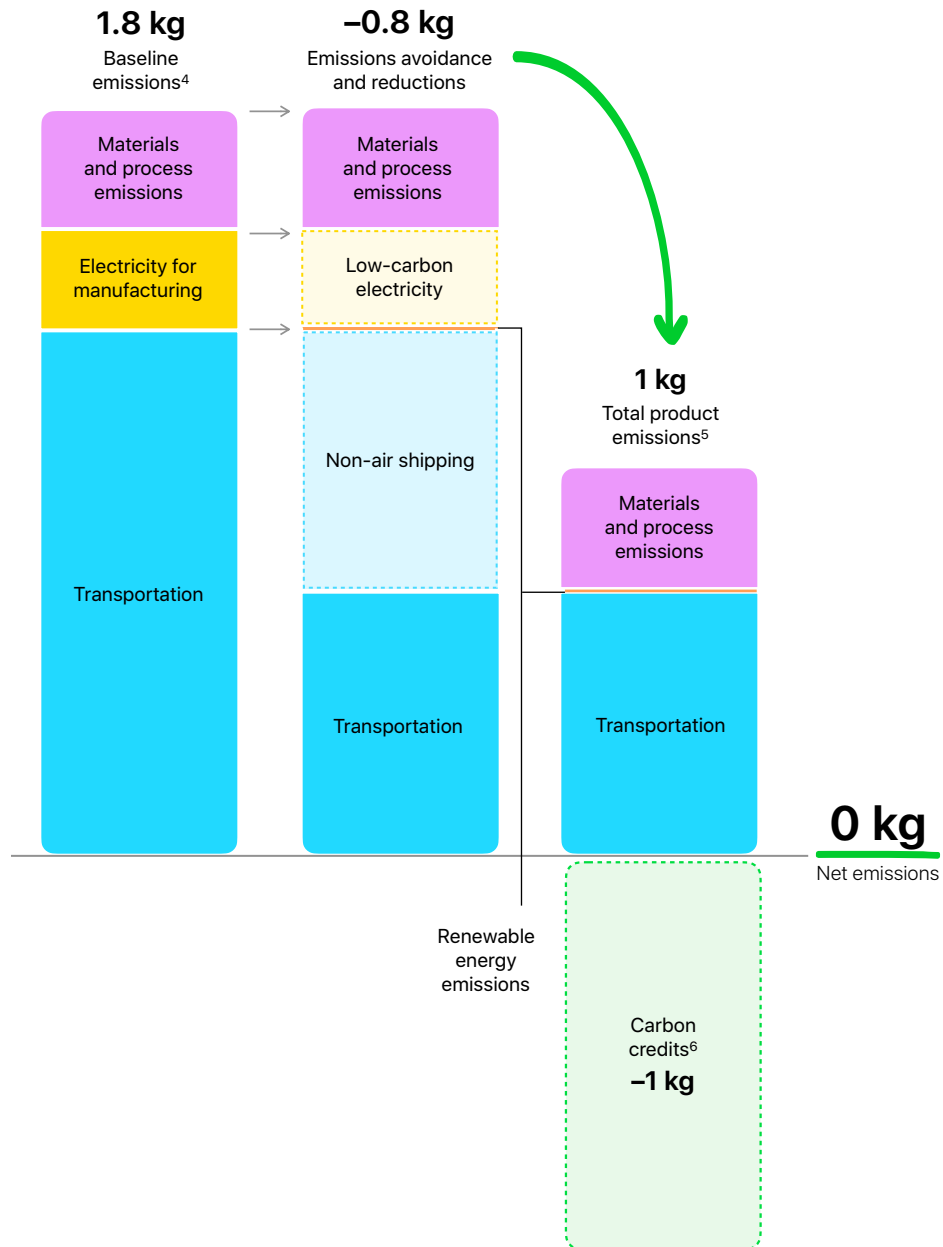 1.8 kg
Baseline
emissions⁴
Materials
and process
emissions
Electricity for
manufacturing
Transportation
–0.8 kg
Emissions avoidance
and reductions
Materials
and process
emissions
Low-carbon
electricity
Non-air shipping
Transportation
Renewable
energy
emissions
1 kg
Total product
emissions⁵
Materials
and process
emissions
Transportation
Carbon
credits⁶
–1 kg
0 kg
Net emissions